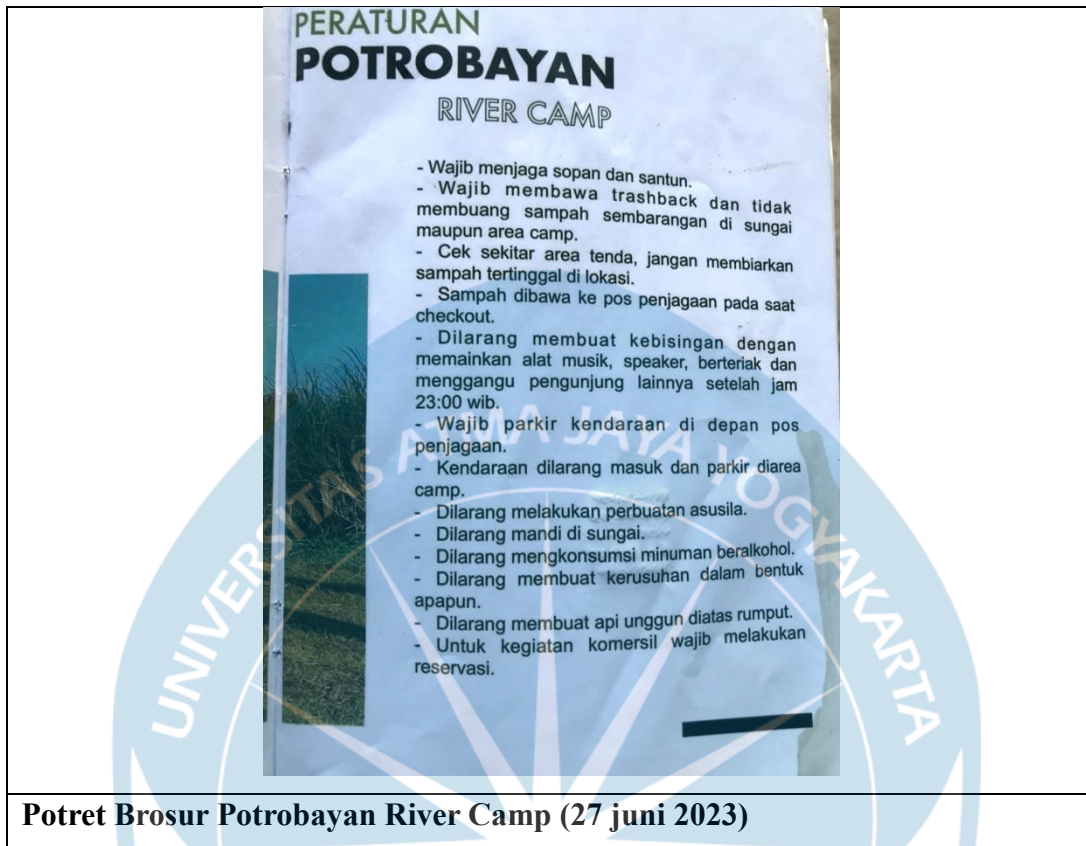 PERATURAN
POTROBAYAN
RIVER CAMP
- Wajib menjaga sopan dan santun.
- Wajib membawa trashback dan tidak
membuang sampah sembarangan di sungai
maupun area camp.
- Cek sekitar area tenda, jangan membiarkan
sampah tertinggal di lokasi.
- Sampah dibawa ke pos penjagaan pada saat
checkout.
- Dilarang membuat kebisingan dengan
memainkan alat musik, speaker, berteriak dan
menggangu pengunjung lainnya setelah jam
23:00 wib.
- Wajib parkir kendaraan di depan pos
penjagaan.
- Kendaraan dilarang masuk dan parkir diarea
camp.
- Dilarang melakukan perbuatan asusila.
- Dilarang mandi di sungai.
- Dilarang mengkonsumsi minuman beralkohol.
- Dilarang membuat kerusuhan dalam bentuk
apapun.
- Dilarang membuat api unggun diatas rumput.
- Untuk kegiatan komersil wajib melakukan
reservasi.
UNIVERSITAS ATMA JAYA YOGYAKARTA
Potret Brosur Potrobayan River Camp (27 juni 2023)